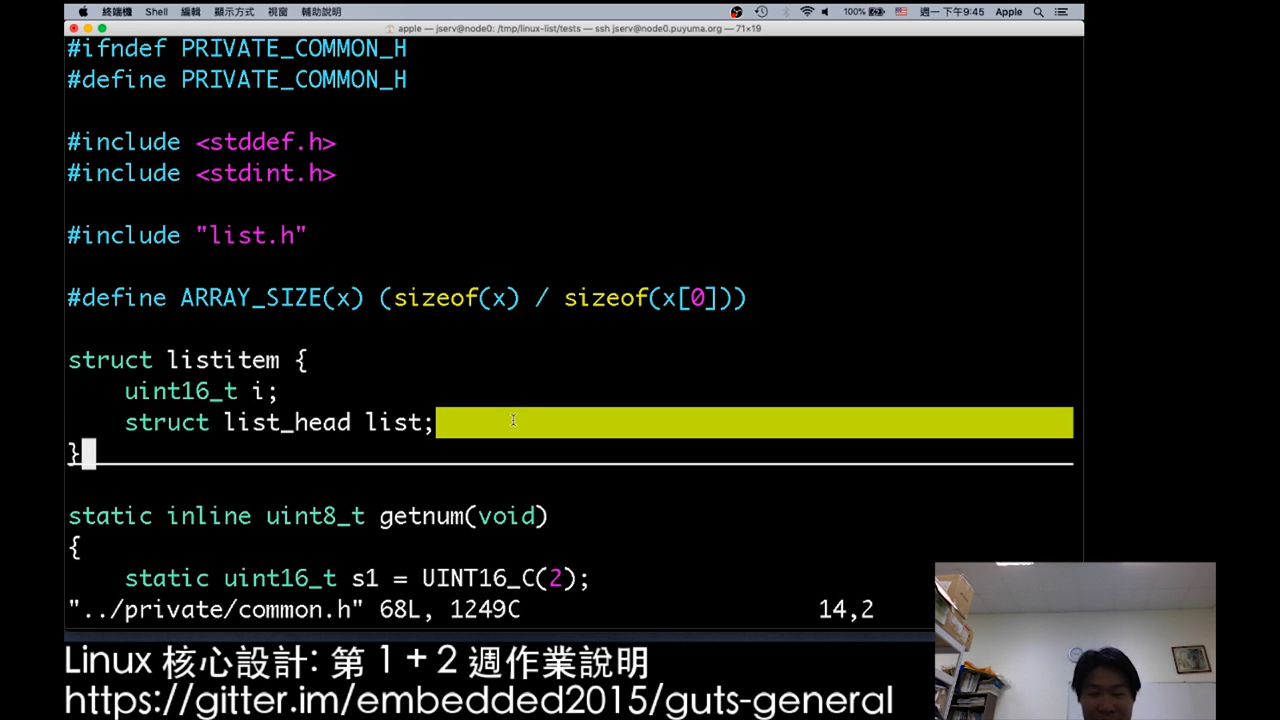 終端機 Shell 編輯 顯示方式 視窗 輔助說明 100% 週一 下午9:45 Apple
apple — jserv@node0: /tmp/linux-list/tests — ssh jserv@node0.puyuma.org — 71×19
#ifndef PRIVATE_COMMON_H
#define PRIVATE_COMMON_H
#include <stddef.h>
#include <stdint.h>
#include "list.h"
#define ARRAY_SIZE(x) (sizeof(x) / sizeof(x[0]))
struct listitem {
    uint16_t i;
    struct list_head list;
}
static inline uint8_t getnum(void)
{
    static uint16_t s1 = UINT16_C(2);
"../private/common.h" 68L, 1249C 14,2
Linux 核心設計: 第 1 + 2 週作業說明
https://gitter.im/embedded2015/guts-general